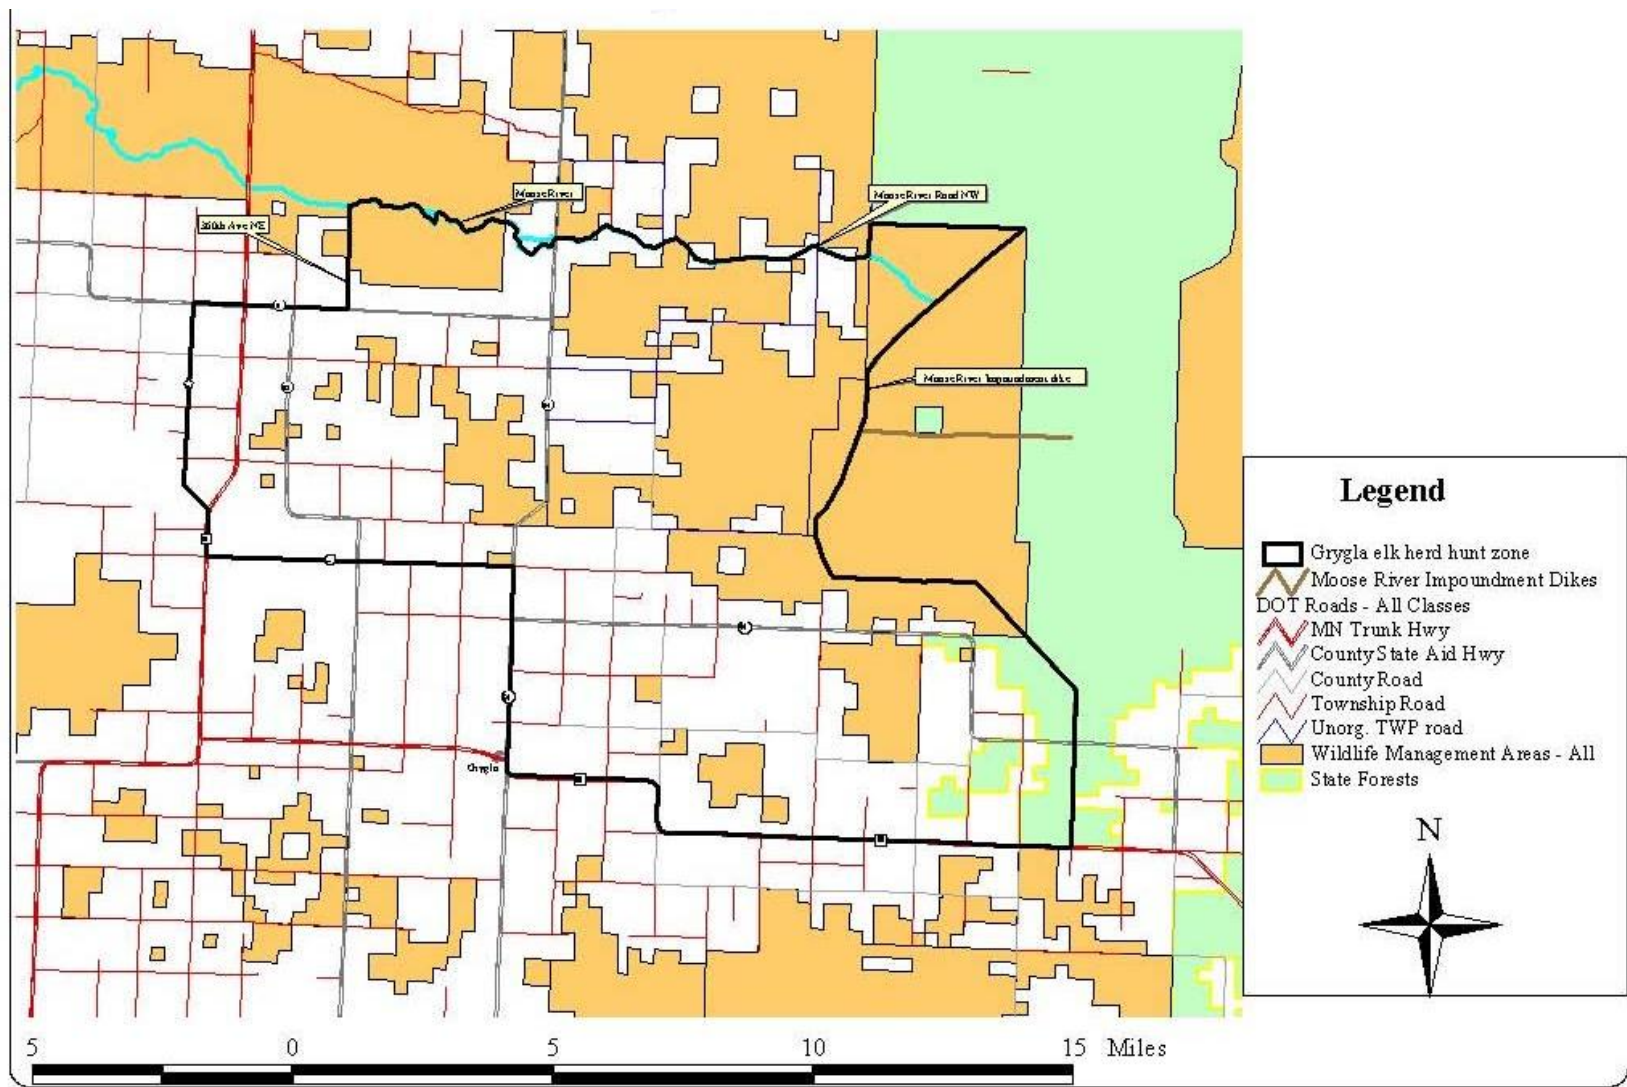 Moose River
Moose River Road NW
360th Ave NE
Moose River Impoundment dike
Grygla
Legend
Grygla elk herd hunt zone
Moose River Impoundment Dikes
DOT Roads - All Classes
MN Trunk Hwy
County State Aid Hwy
County Road
Township Road
Unorg. TWP road
Wildlife Management Areas - All
State Forests
N
5 0 5 10 15 Miles